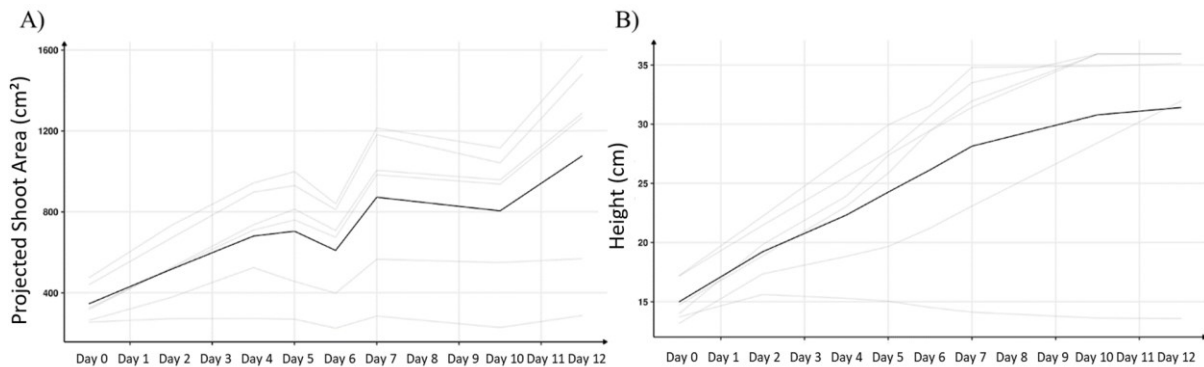 A)
Projected Shoot Area (cm²)
1600
1200
800
400
Day 0 Day 1 Day 2 Day 3 Day 4 Day 5 Day 6 Day 7 Day 8 Day 9 Day 10 Day 11 Day 12
B)
Height (cm)
35
30
25
20
15
Day 0 Day 1 Day 2 Day 3 Day 4 Day 5 Day 6 Day 7 Day 8 Day 9 Day 10 Day 11 Day 12